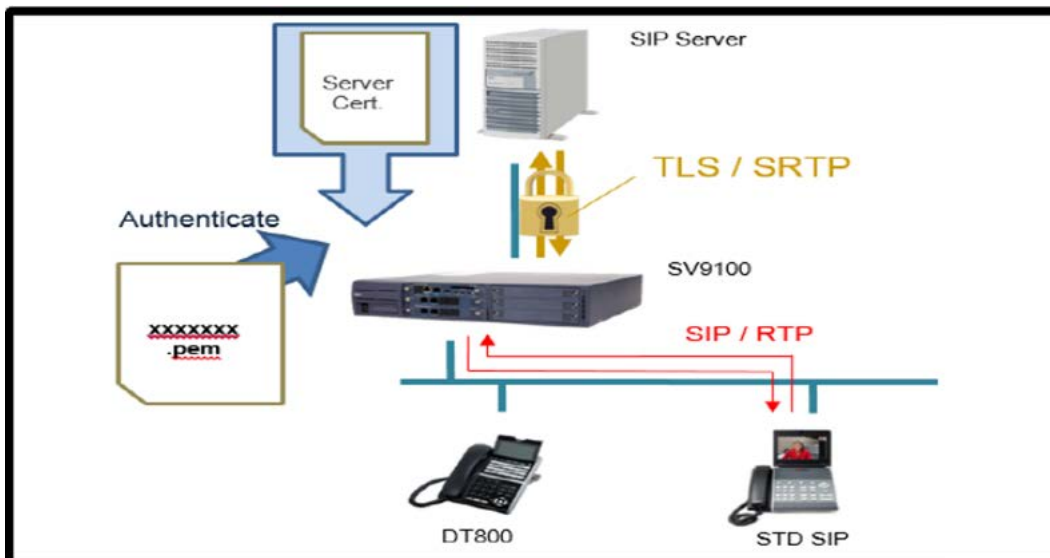 SIP Server
Server
Cert.
TLS / SRTP
Authenticate
SV9100
xxxxxxx
.pem
SIP / RTP
DT800
STD SIP